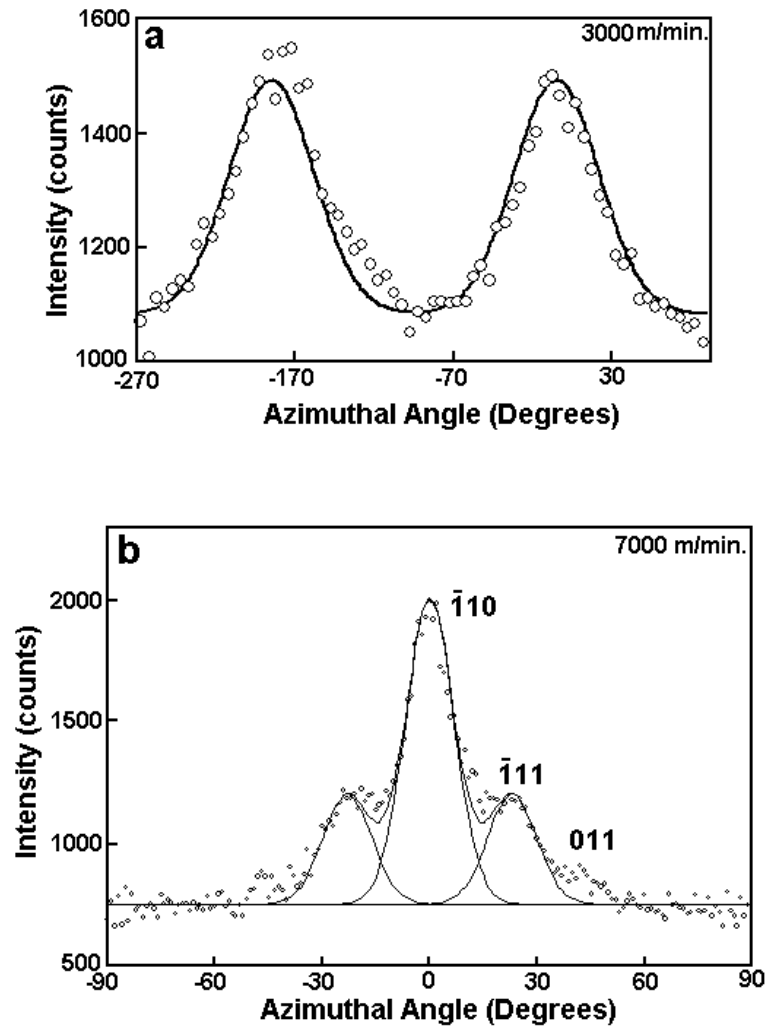 a
3000 m/min.
1600
1400
1200
1000
Intensity (counts)
-270
-170
-70
30
Azimuthal Angle (Degrees)
b
7000 m/min.
2000
1500
1000
500
Intensity (counts)
1̄10
1̄11
011
-90
-60
-30
0
30
60
90
Azimuthal Angle (Degrees)